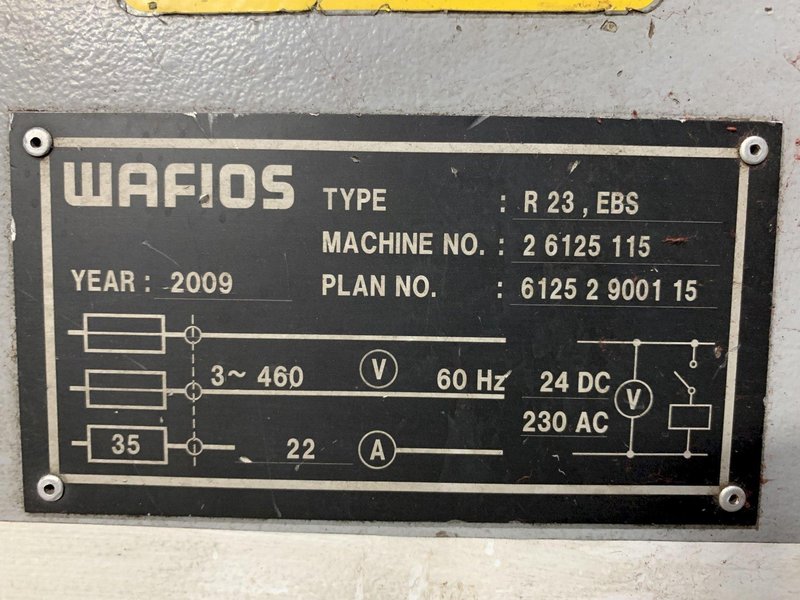 WAFIOS
TYPE : R 23 , EBS
MACHINE NO. : 2 6125 115
YEAR : 2009
PLAN NO. : 6125 2 9001 15
3~ 460 V 60 Hz
24 DC
V
230 AC
35
22 A